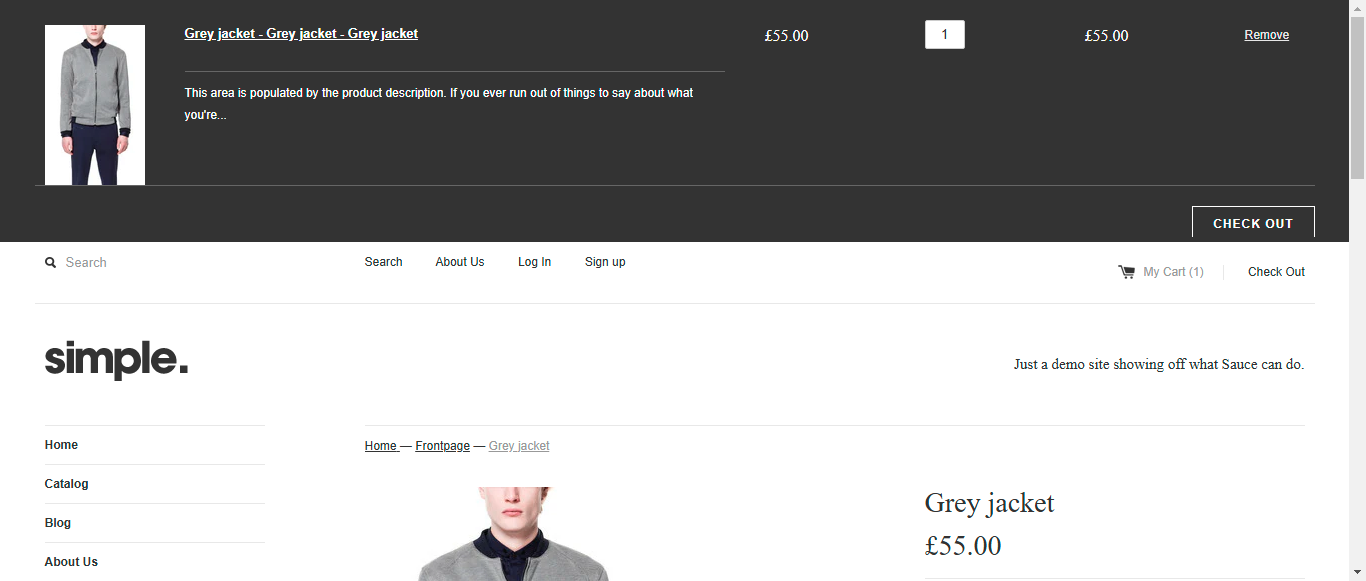 Grey jacket - Grey jacket - Grey jacket £55.00 1 £55.00 Remove
This area is populated by the product description. If you ever run out of things to say about what
you're...
CHECK OUT
Search Search About Us Log In Sign up My Cart (1) Check Out
simple. Just a demo site showing off what Sauce can do.
Home
Catalog
Blog
About Us
Home — Frontpage — Grey jacket
Grey jacket
£55.00